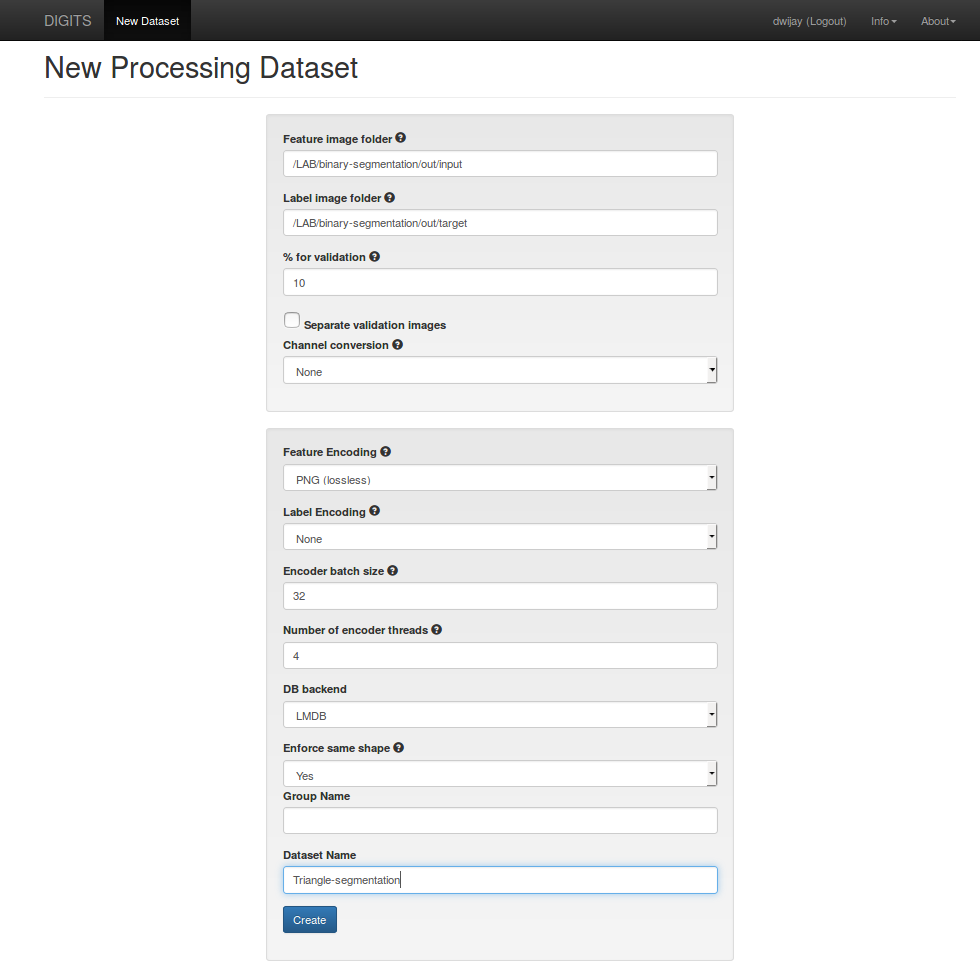 DIGITS New Dataset dwijay (Logout) Info About
New Processing Dataset
Feature image folder
/LAB/binary-segmentation/out/input
Label image folder
/LAB/binary-segmentation/out/target
% for validation
10
Separate validation images
Channel conversion
None
Feature Encoding
PNG (lossless)
Label Encoding
None
Encoder batch size
32
Number of encoder threads
4
DB backend
LMDB
Enforce same shape
Yes
Group Name
Dataset Name
Triangle-segmentation
Create